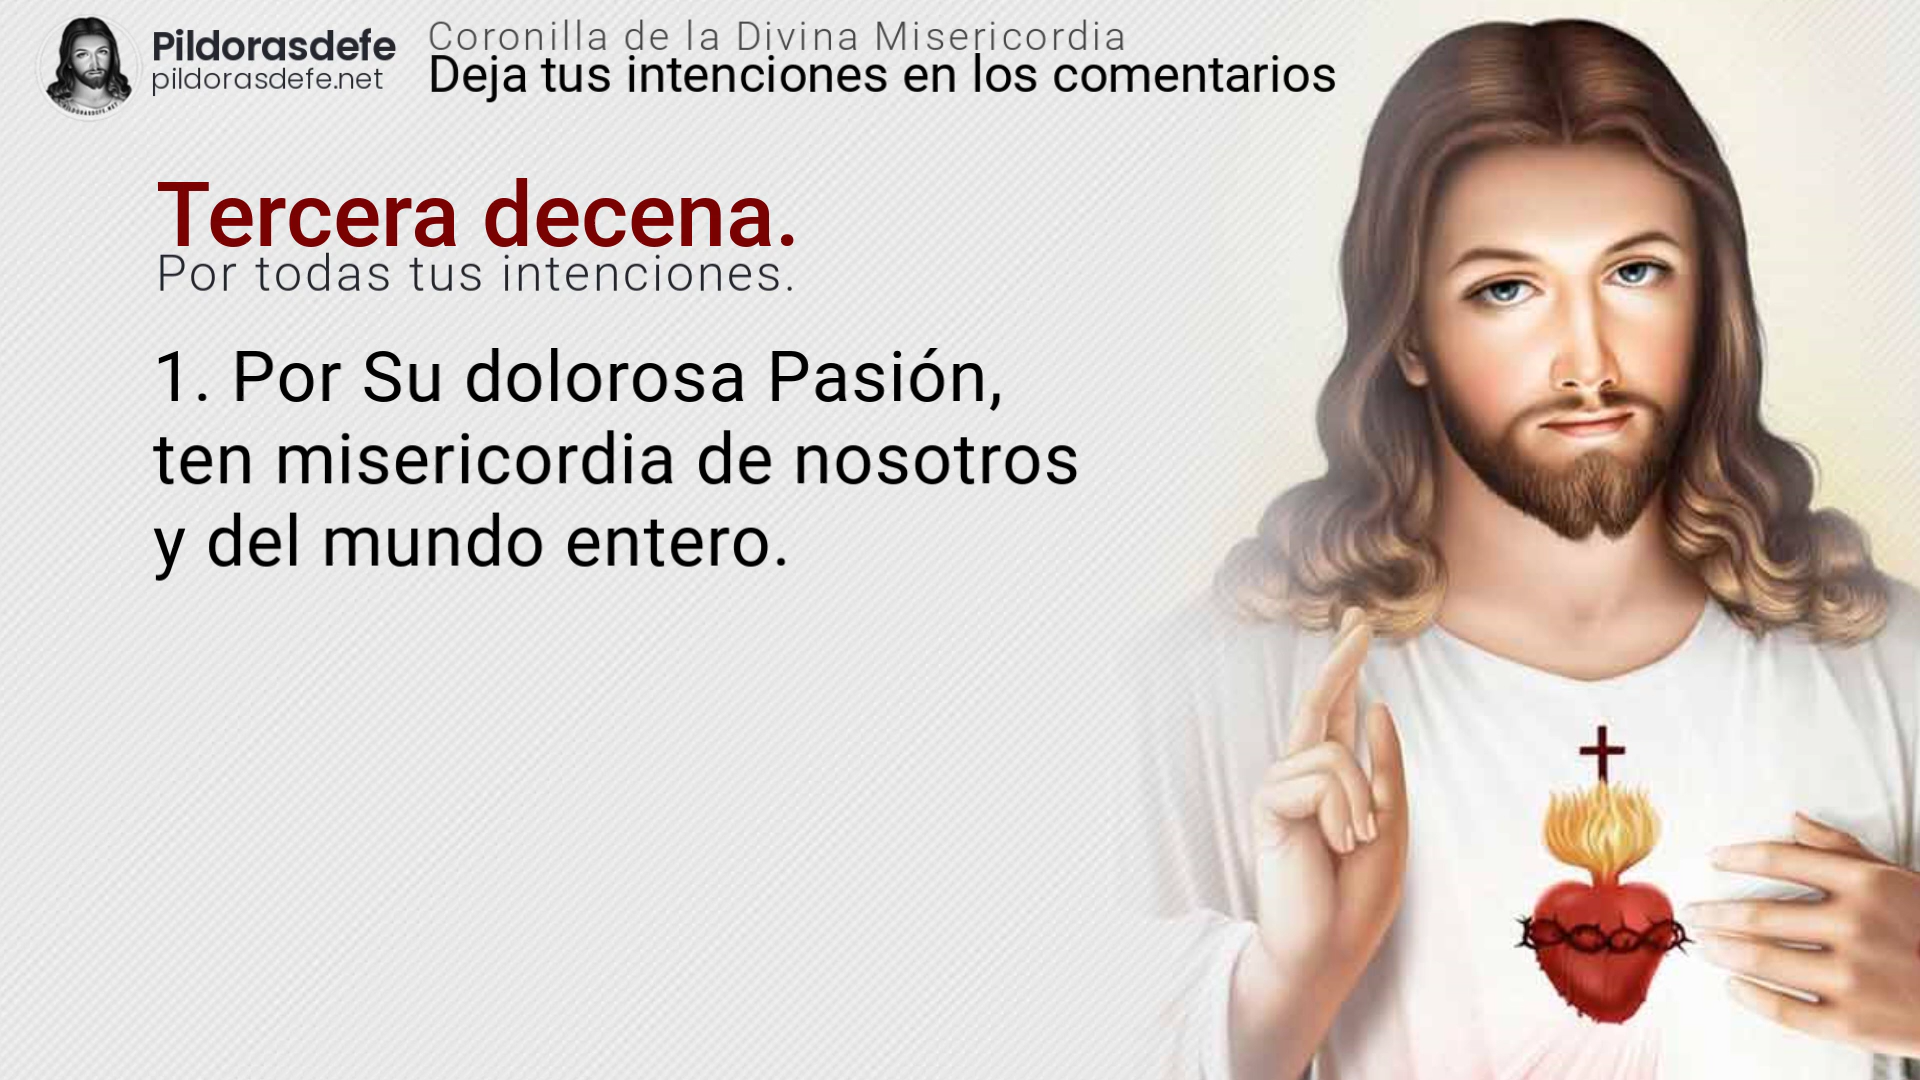 Pildorasdefe
pildorasdefe.net
Coronilla de la Divina Misericordia
Deja tus intenciones en los comentarios
Tercera decena.
Por todas tus intenciones.
1. Por Su dolorosa Pasión,
ten misericordia de nosotros
y del mundo entero.